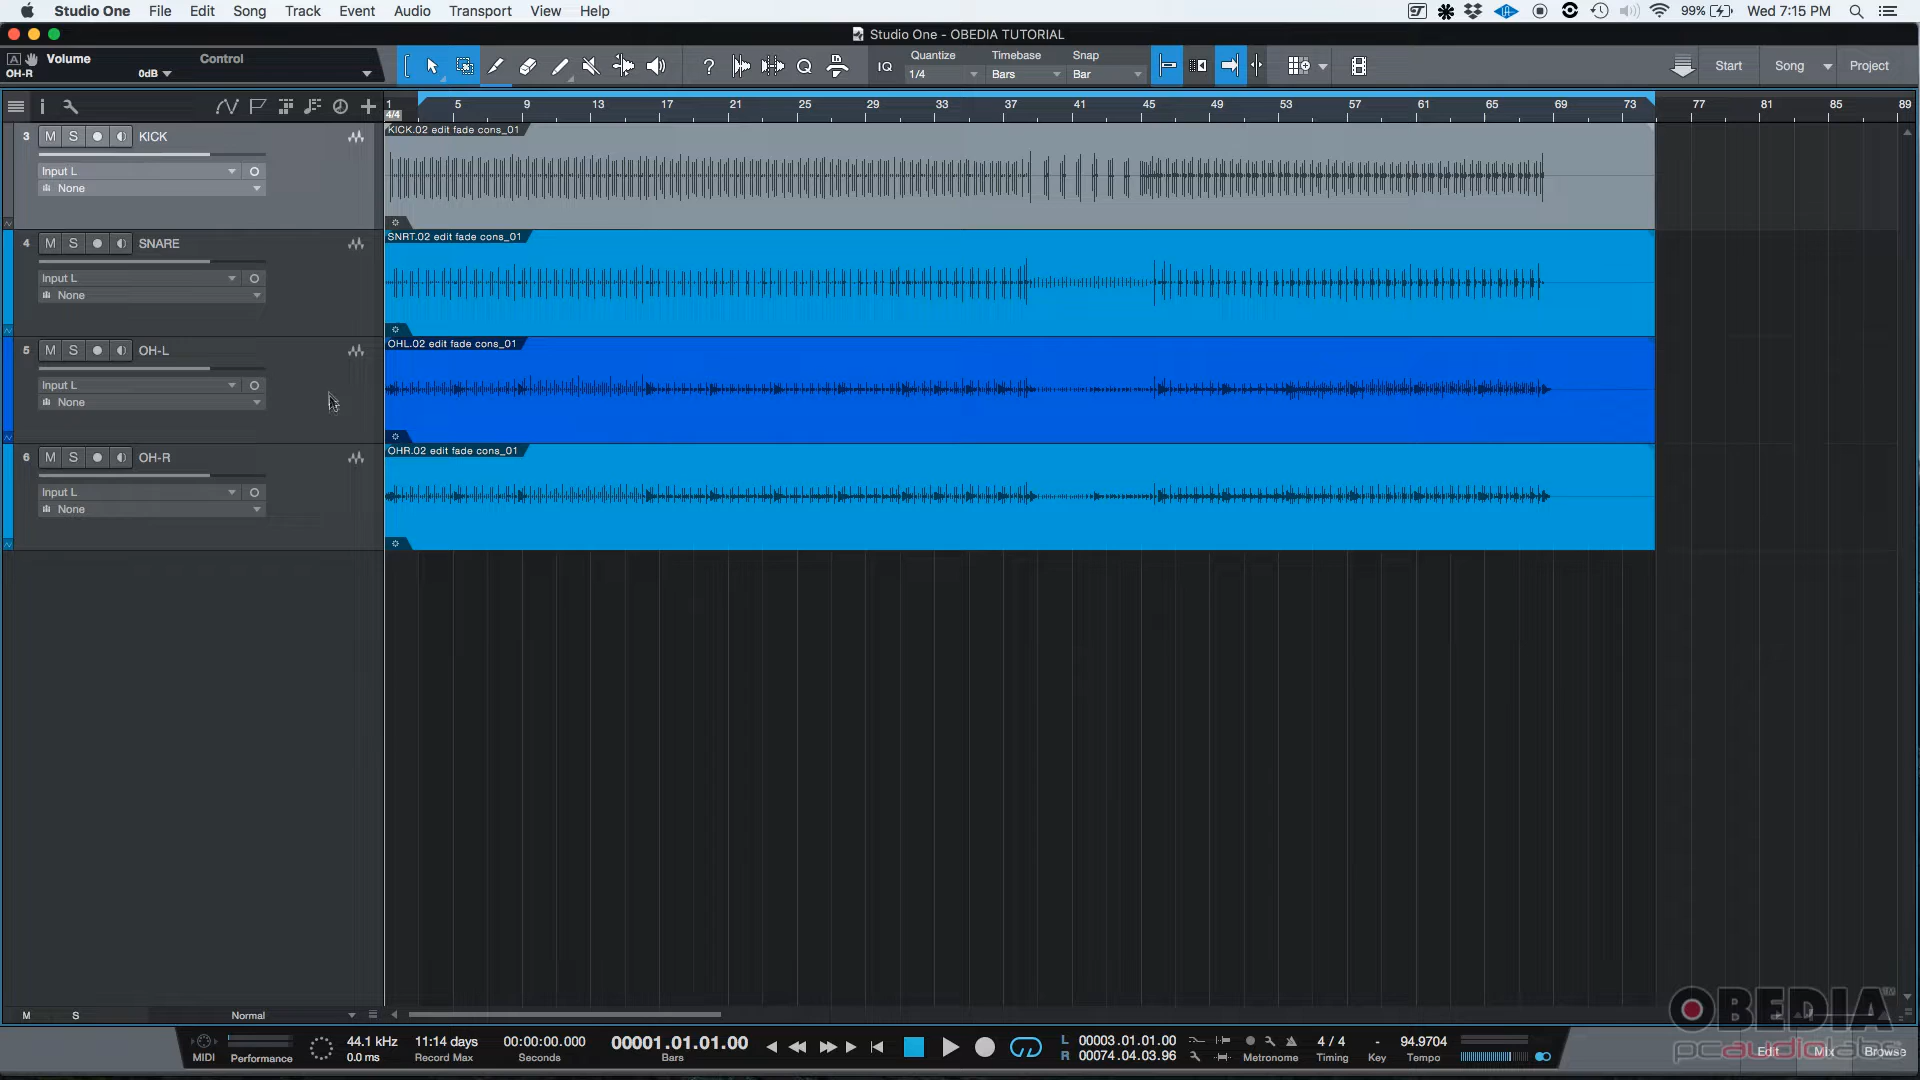 Studio One File Edit Song Track Event Audio Transport View Help 99% Wed 7:15 PM
Studio One - OBEDIA TUTORIAL
Volume Control
OH-R 0dB
IQ Quantize Timebase Snap
1/4 Bars Bar
Start Song Project
1 5 9 13 17 21 25 29 33 37 41 45 49 53 57 61 65 69 73 77 81 85 89
4/4
3 M S KICK
Input L
None
KICK.02 edit fade cons_01
4 M S SNARE
Input L
None
SNRT.02 edit fade cons_01
5 M S OH-L
Input L
None
OHL.02 edit fade cons_01
6 M S OH-R
Input L
None
OHR.02 edit fade cons_01
M S Normal
OBEDIA
pcaudiolabs
MIDI Performance
44.1 kHz
0.0 ms
11:14 days
Record Max
00:00:00.000
Seconds
00001.01.01.00
Bars
L 00003.01.01.00
R 00074.04.03.96
Metronome
4 / 4
Timing
-
Key
94.9704
Tempo
Edit Mix Browse